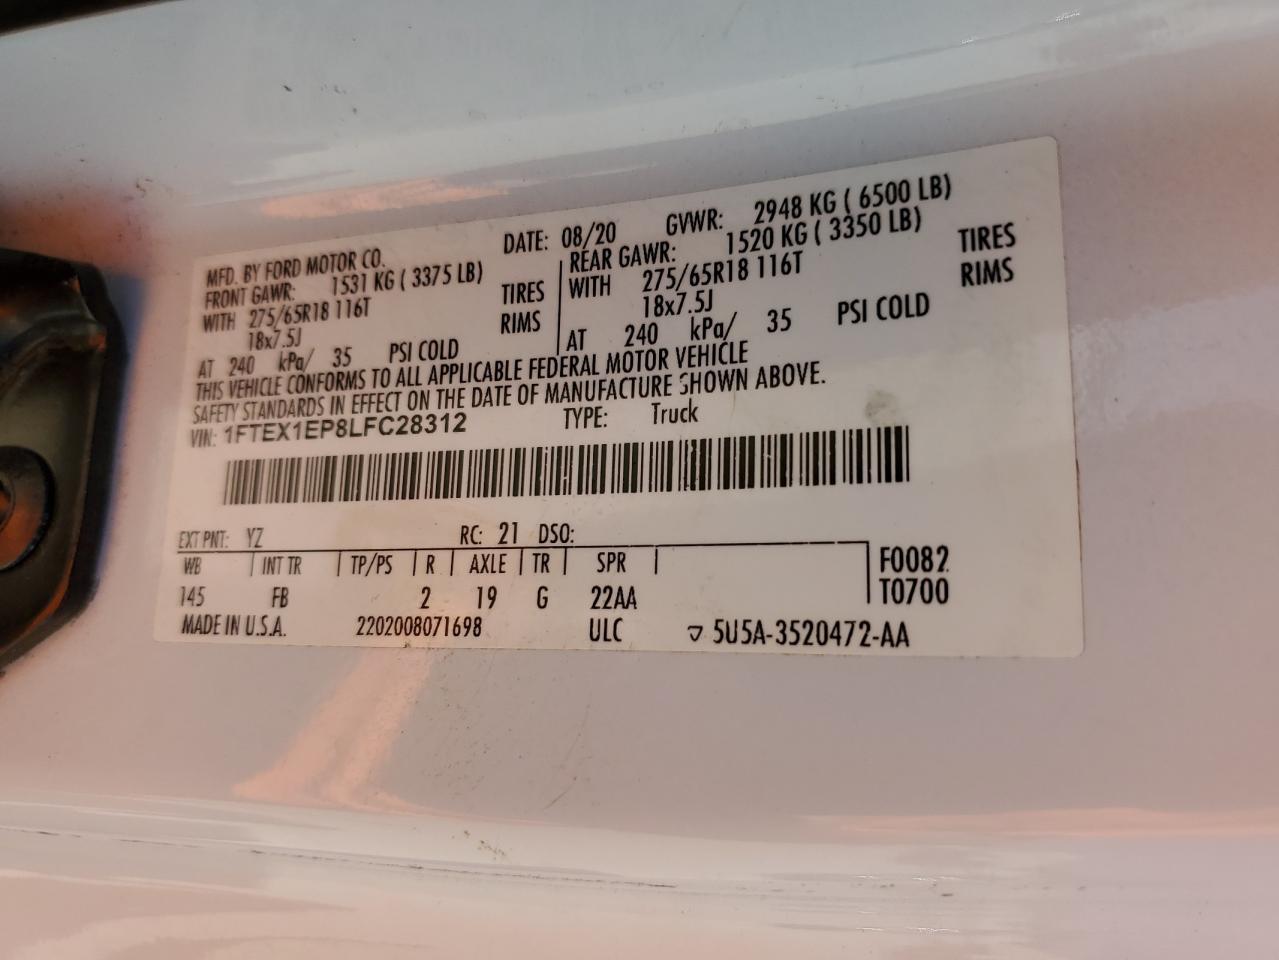 MFD. BY FORD MOTOR CO.
DATE: 08/20 GVWR: 2948 KG ( 6500 LB)
FRONT GAWR: 1531 KG ( 3375 LB)
WITH 275/65R18 116T TIRES
18x7.5J RIMS
AT 240 kPa/ 35 PSI COLD
REAR GAWR: 1520 KG ( 3350 LB)
WITH 275/65R18 116T TIRES
18x7.5J RIMS
AT 240 kPa/ 35 PSI COLD
THIS VEHICLE CONFORMS TO ALL APPLICABLE FEDERAL MOTOR VEHICLE
SAFETY STANDARDS IN EFFECT ON THE DATE OF MANUFACTURE SHOWN ABOVE.
VIN: 1FTEX1EP8LFC28312 TYPE: Truck
EXT PNT: YZ RC: 21 DSO:
WB INT TR TP/PS R AXLE TR SPR F0082
145 FB 2 19 G 22AA T0700
MADE IN U.S.A. 2202008071698 ULC ▽ 5U5A-3520472-AA